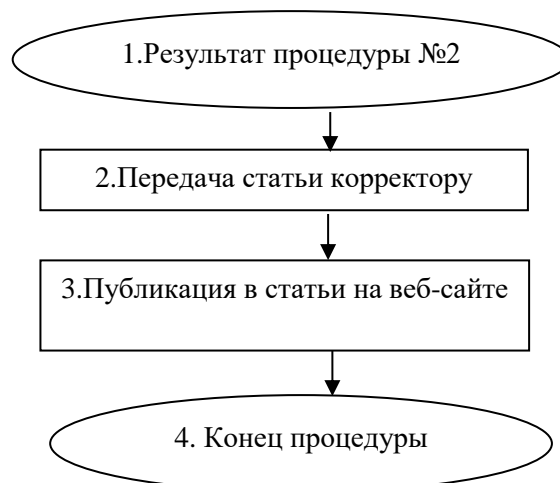 1.Результат процедуры №2
2.Передача статьи корректору
3.Публикация в статьи на веб-сайте
4. Конец процедуры